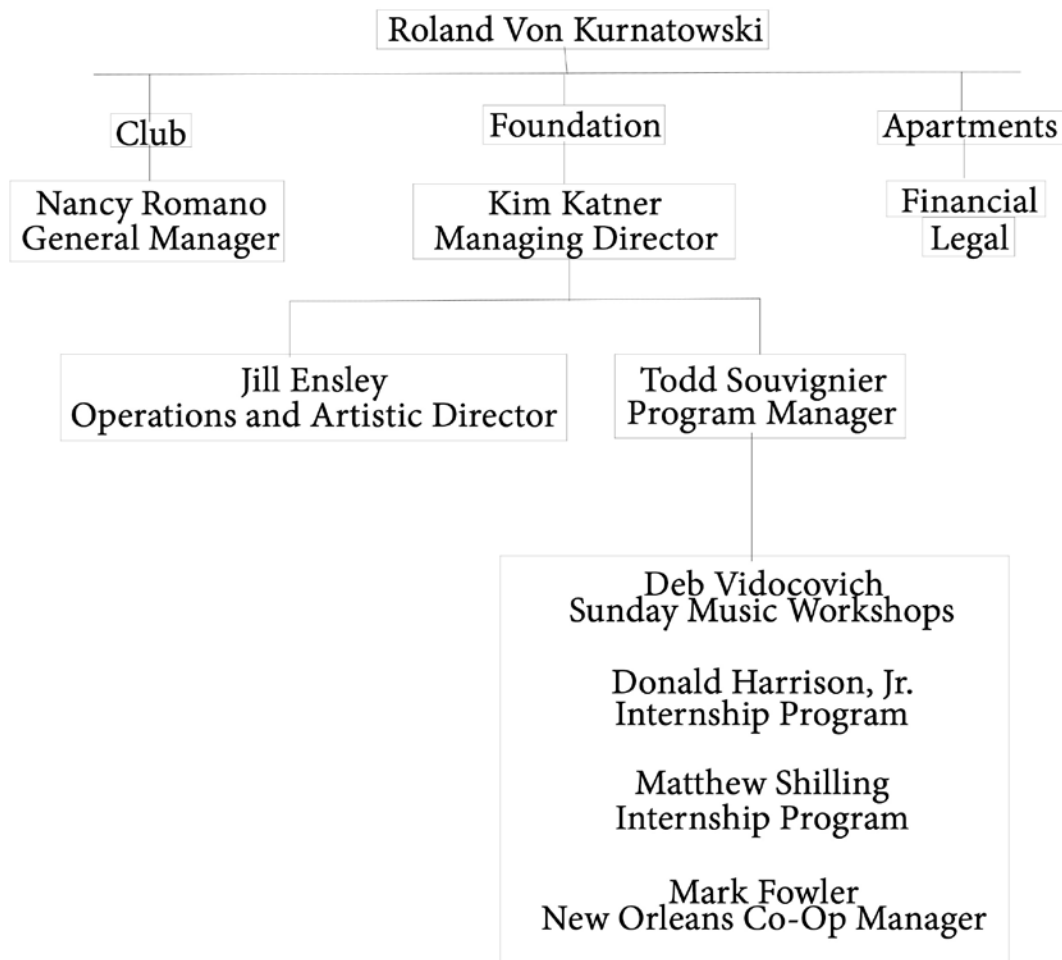 Roland Von Kurnatowski
Club
Foundation
Apartments
Nancy Romano
General Manager
Kim Katner
Managing Director
Financial
Legal
Jill Ensley
Operations and Artistic Director
Todd Souvignier
Program Manager
Deb Vidocovich
Sunday Music Workshops
Donald Harrison, Jr.
Internship Program
Matthew Shilling
Internship Program
Mark Fowler
New Orleans Co-Op Manager